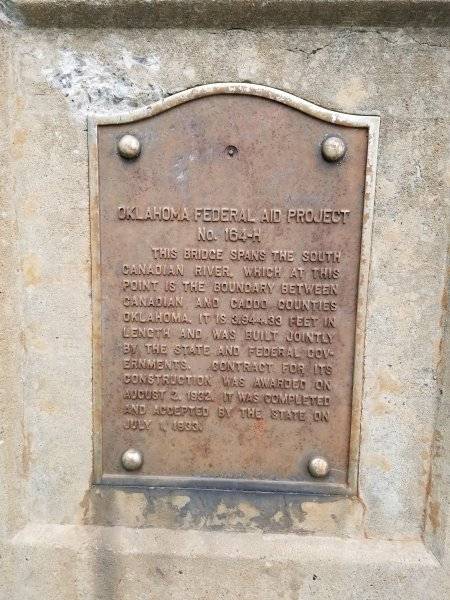 OKLAHOMA FEDERAL AID PROJECT
No. 164-H
THIS BRIDGE SPANS THE SOUTH
CANADIAN RIVER, WHICH AT THIS
POINT IS THE BOUNDARY BETWEEN
CANADIAN AND CADDO COUNTIES
OKLAHOMA. IT IS 3,944.33 FEET IN
LENGTH AND WAS BUILT JOINTLY
BY THE STATE AND FEDERAL GOV-
ERNMENTS. CONTRACT FOR ITS
CONSTRUCTION WAS AWARDED ON
AUGUST 2, 1932. IT WAS COMPLETED
AND ACCEPTED BY THE STATE ON
JULY 1, 1933.